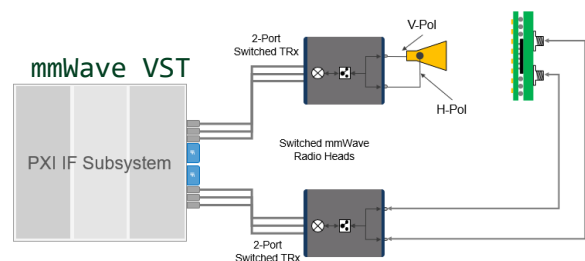 mmWave VST
PXI IF Subsystem
2-Port
Switched TRx
V-Pol
H-Pol
Switched mmWave
Radio Heads
2-Port
Switched TRx